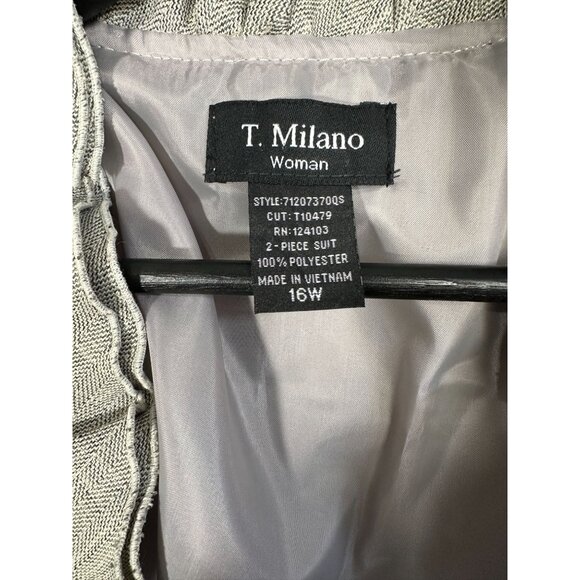 T. Milano
Woman
STYLE:71207370QS
CUT: T10479
RN: 124103
2-PIECE SUIT
100% POLYESTER
MADE IN VIETNAM
16W